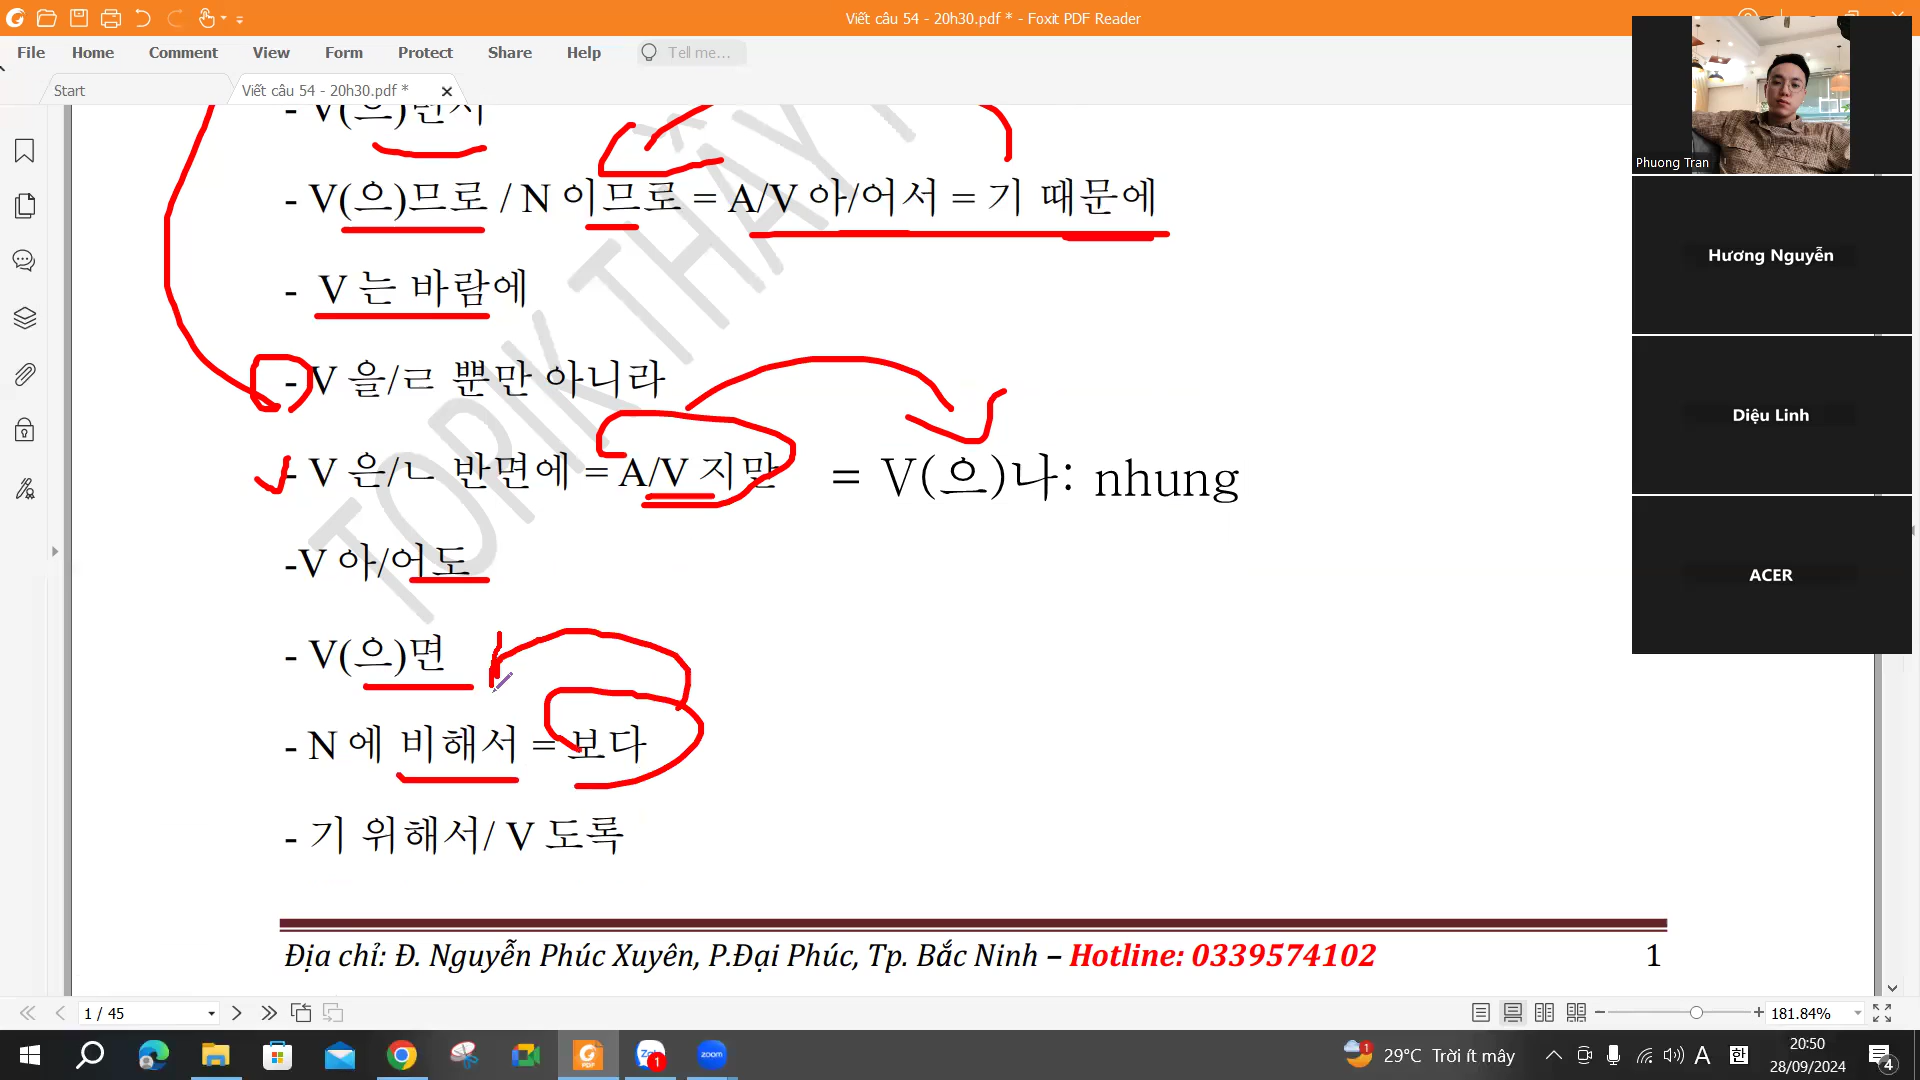 Viết câu 54 - 20h30.pdf * - Foxit PDF Reader
File Home Comment View Form Protect Share Help Tell me...
Start Viết câu 54 - 20h30.pdf *
- V(으)면서
- V(으)므로 / N 이므로 = A/V 아/어서 = 기 때문에
- V 는 바람에
- V 을/ㄹ 뿐만 아니라
- V 은/ㄴ 반면에 = A/V 지만 = V(으)나: nhung
-V 아/어도
- V(으)면
- N 에 비해서 = 보다
- 기 위해서/ V 도록
TOPIK THẦY
Địa chỉ: Đ. Nguyễn Phúc Xuyên, P.Đại Phúc, Tp. Bắc Ninh – Hotline: 0339574102 1
Phuong Tran
Hương Nguyễn
Diệu Linh
ACER
1 / 45 181.84%
29°C Trời ít mây A 한 20:50
28/09/2024 4